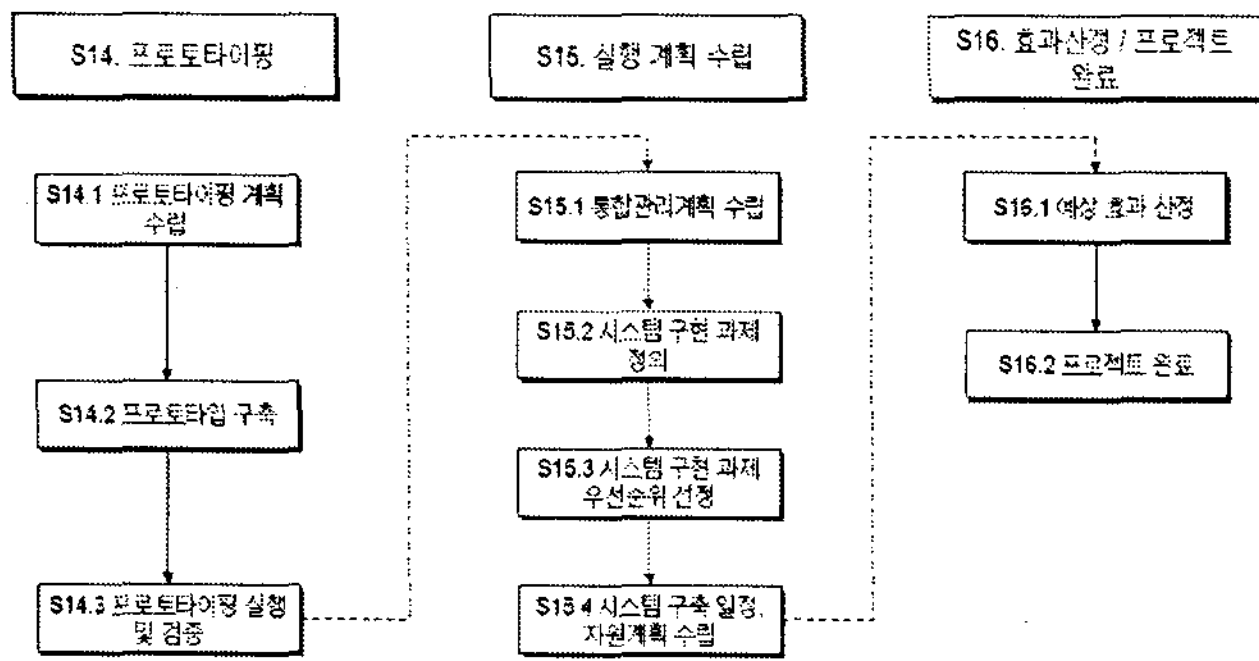 S14. 프로토타이핑
S15. 실행 계획 수립
S16. 효과산정 / 프로젝트
완료
S14.1 프로토타이핑 계획
수립
S14.2 프로토타입 구축
S14.3 프로토타이핑 실행
및 검증
S15.1 통합관리계획 수립
S15.2 시스템 구현 과제
정의
S15.3 시스템 구현 과제
우선순위 선정
S15.4 시스템 구축 일정,
자원계획 수립
S16.1 예상 효과 산정
S16.2 프로젝트 완료